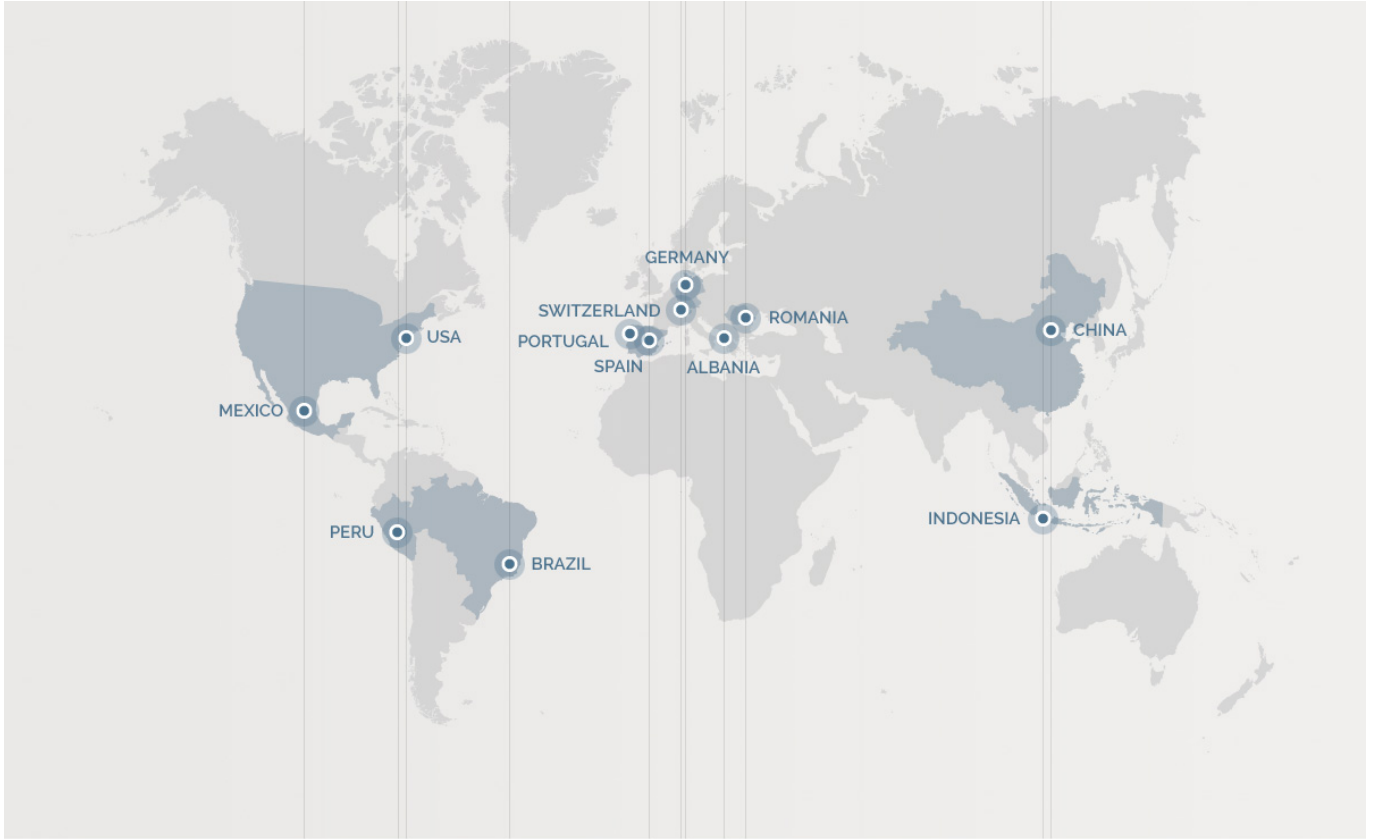 GERMANY
SWITZERLAND
ROMANIA
USA
PORTUGAL
CHINA
SPAIN
ALBANIA
MEXICO
INDONESIA
PERU
BRAZIL